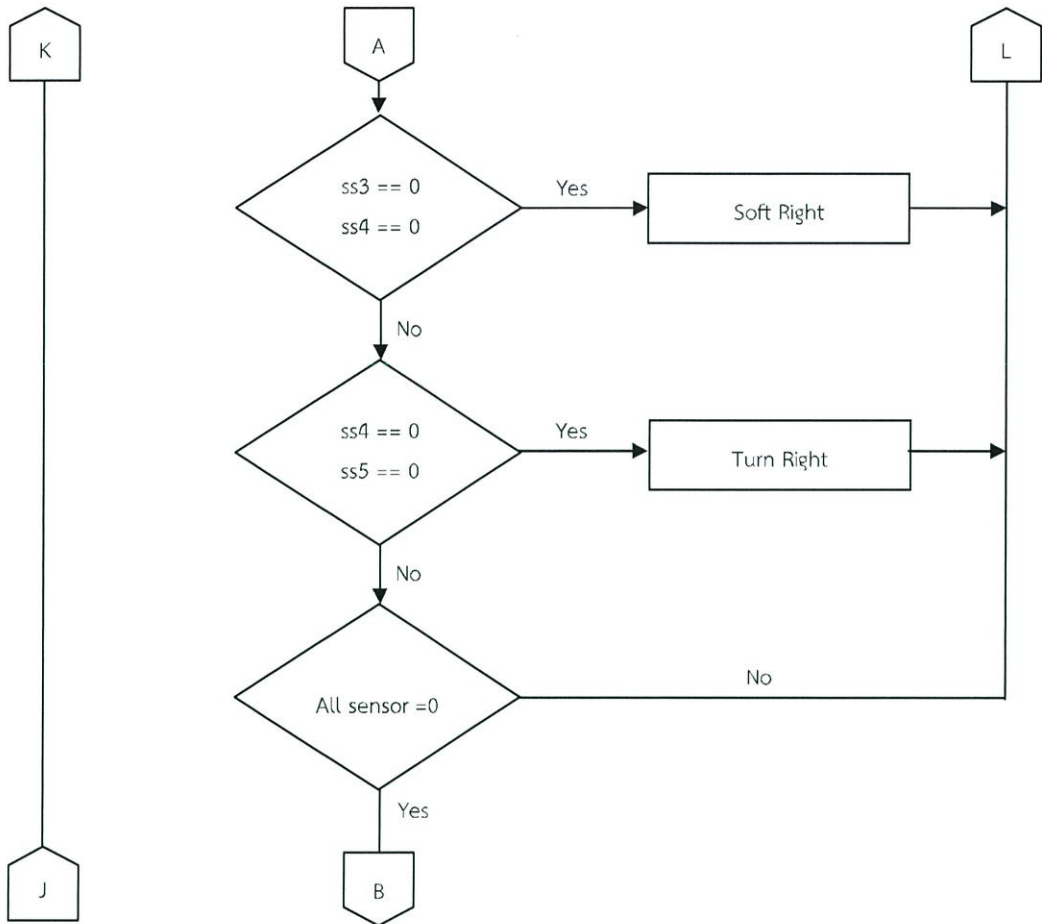 K
A
L
ss3 == 0
ss4 == 0
Yes
Soft Right
No
ss4 == 0
ss5 == 0
Yes
Turn Right
No
All sensor =0
No
Yes
J
B